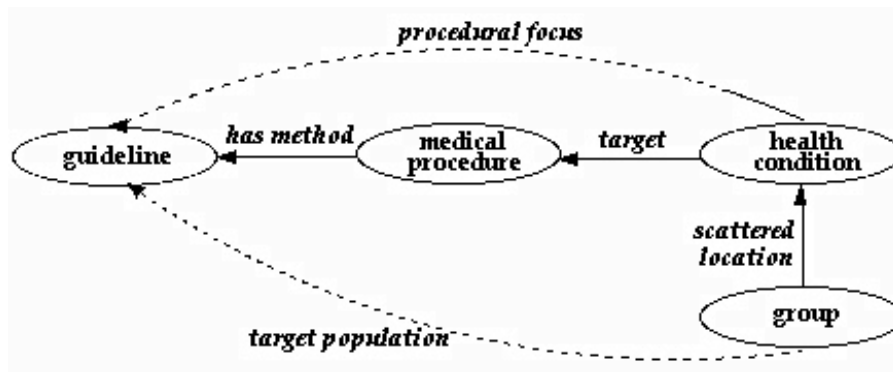 procedural focus
has method
medical
procedure
target
health
condition
guideline
scattered
location
group
target population